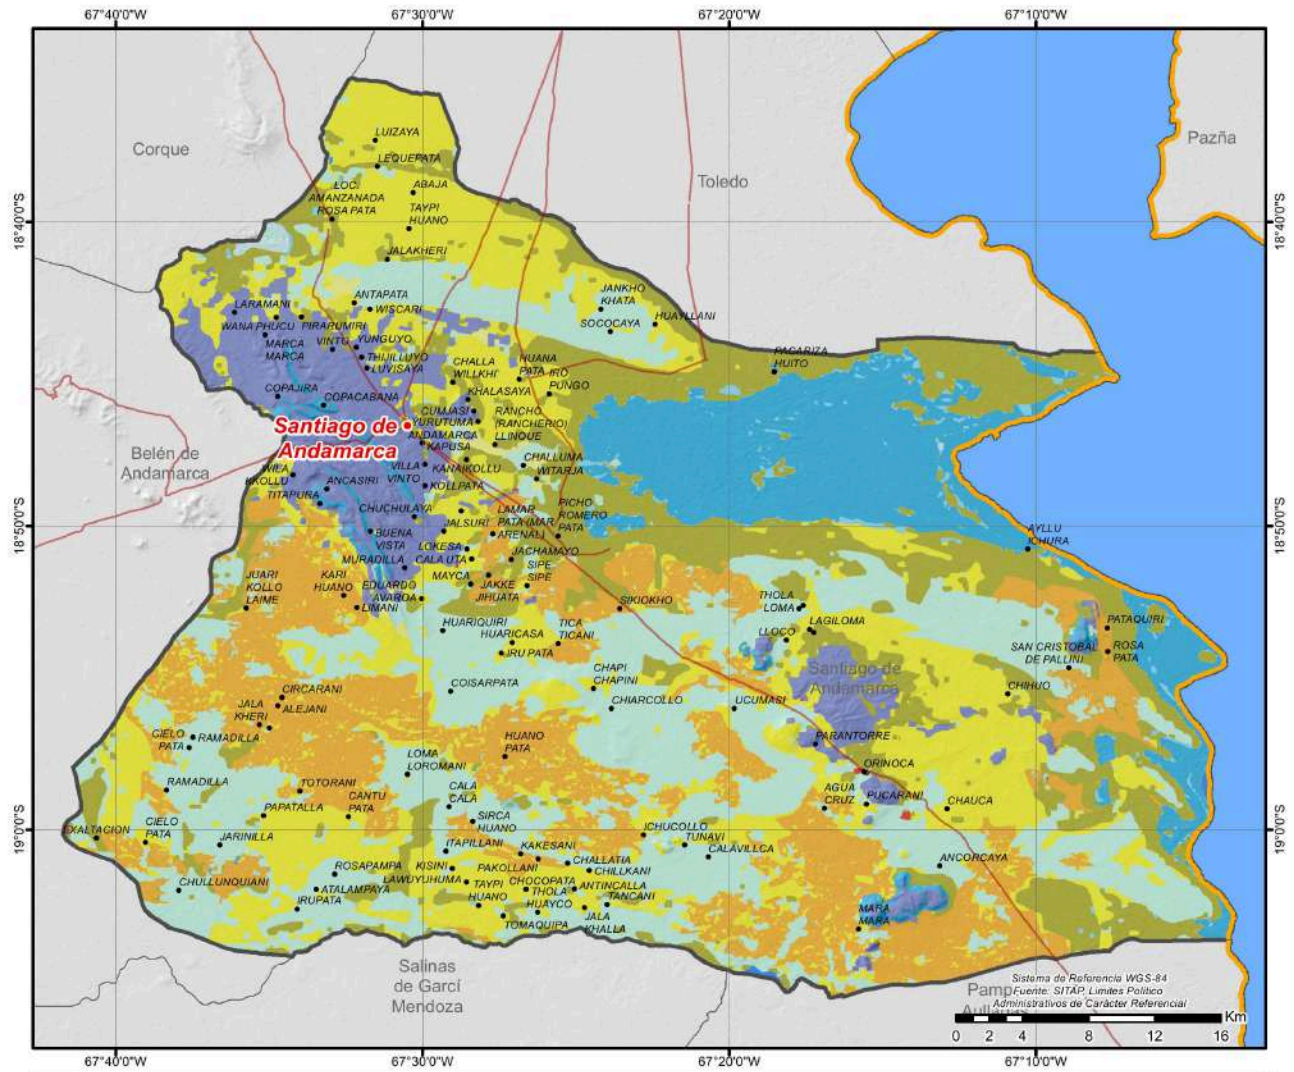 67°40'0"W
67°30'0"W
67°20'0"W
67°10'0"W
18°40'0"S
18°40'0"S
18°50'0"S
18°50'0"S
19°0'0"S
19°0'0"S
Corque
Toledo
Pazña
LUIZAYA
LEQUEPATA
LOC.
AMANZANADA
ROSA PATA
ABAJA
TAYPI
HUANO
JALAKHERI
ANTAPATA
WISCARI
JANKHO
KHATA
HUAYLLANI
SOCOCAYA
LARAMANI
WANA PHUCU
PIRARUMIRI
MARCA
MARCA
VINTO
YUNGUYO
THIJILLUYO
LUVISAYA
CHALLA
WILLKHI
HUANA
PATA
IRO
PUNGO
PACARIZA
HUITO
COPAJIRA
COPACABANA
KHALASAYA
CUMJASI
YURUTUMA
RANCHO
(RANCHERIO)
LLINQUE
Santiago de
Andamarca
ANDAMARCA
KAPUSA
Belén de
Andamarca
WILA
KKOLLU
ANCASIRI
TITAPURA
VILLA
VINTO
KANAIKOLLU
KOLLPATA
CHALLUMA
WITARJA
CHUCHULAYA
BUENA
VISTA
JALSURI
LAMAR
PATA (MAR
ARENAL)
PICHO
ROMERO
PATA
AYLLU
ICHURA
MURADILLA
LOKESA
CALA UTA
JACHAMAYO
SIPE
SIPE
JUARI
KOLLO
LAIME
KARI
HUANO
LIMANI
EDUARDO
AVAROA
MAYCA
JAKKE
JIHUATA
SIKIOKHO
THOLA
LOMA
LAGILOMA
LLOCO
HUARIQUIRI
HUARICASA
IRU PATA
TICA
TICANI
PATAQUIRI
SAN CRISTOBAL
DE PALLINI
ROSA
PATA
Santiago de
Andamarca
COISARPATA
CHAPI
CHAPINI
CHIARCOLLO
UCUMASI
CHIHUO
CIRCARANI
ALEJANI
JALA
KHERI
CIELO
PATA
RAMADILLA
HUANO
PATA
PARANTORRE
LOMA
LOROMANI
ORINOCA
RAMADILLA
TOTORANI
CANTU
PATA
CALA
CALA
AGUA
CRUZ
PUCARANI
CHAUCA
PAPATALLA
SIRCA
HUANO
EXALTACION
CIELO
PATA
JARINILLA
ITAPILLANI
KAKESANI
ICHUCOLLO
TUNAVI
CALAVILLCA
CHALLATIA
CHILLKANI
ANCORCAYA
CHULLUNQUIANI
ROSAPAMPA
ATALAMPAYA
IRUPATA
KISINI
LAWUYUHUMA
PAKOLLANI
TAYPI
HUANO
CHOCOPATA
THOLA
HUAYCO
ANTINCALLA
TANCANI
JALA
KHALLA
TOMAQUIPA
MARA
MARA
Salinas
de Garcí
Mendoza
Sistema de Referencia WGS-84
Fuente: SITAP, Limites Político
Administrativos de Carácter Referencial
Km
0 2 4 8 12 16
67°40'0"W
67°30'0"W
67°20'0"W
67°10'0"W